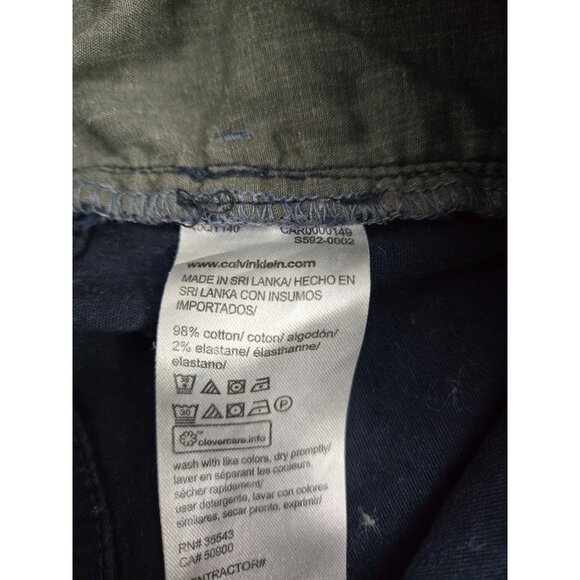 CAR0000149
S592-0002
www.calvinklein.com
MADE IN SRI LANKA/ HECHO EN
SRI LANKA CON INSUMOS
IMPORTADOS/
98% cotton/ coton/ algodón/
2% elastane/ élasthanne/
elastano/
30
P
TM
clevercare.info
wash with like colors, dry promptly/
laver en séparant les couleurs,
sécher rapidement/
usar detergente, lavar con colores
similares, secar pronto, exprimir/
RN# 36543
CA# 50900